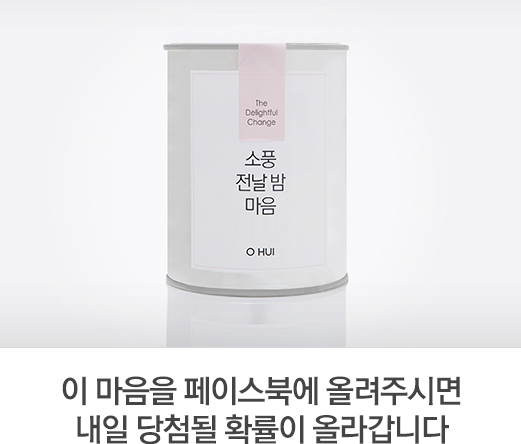 The
Delightful
Change
소풍
전날 밤
마음
O HUI
이 마음을 페이스북에 올려주시면
내일 당첨될 확률이 올라갑니다